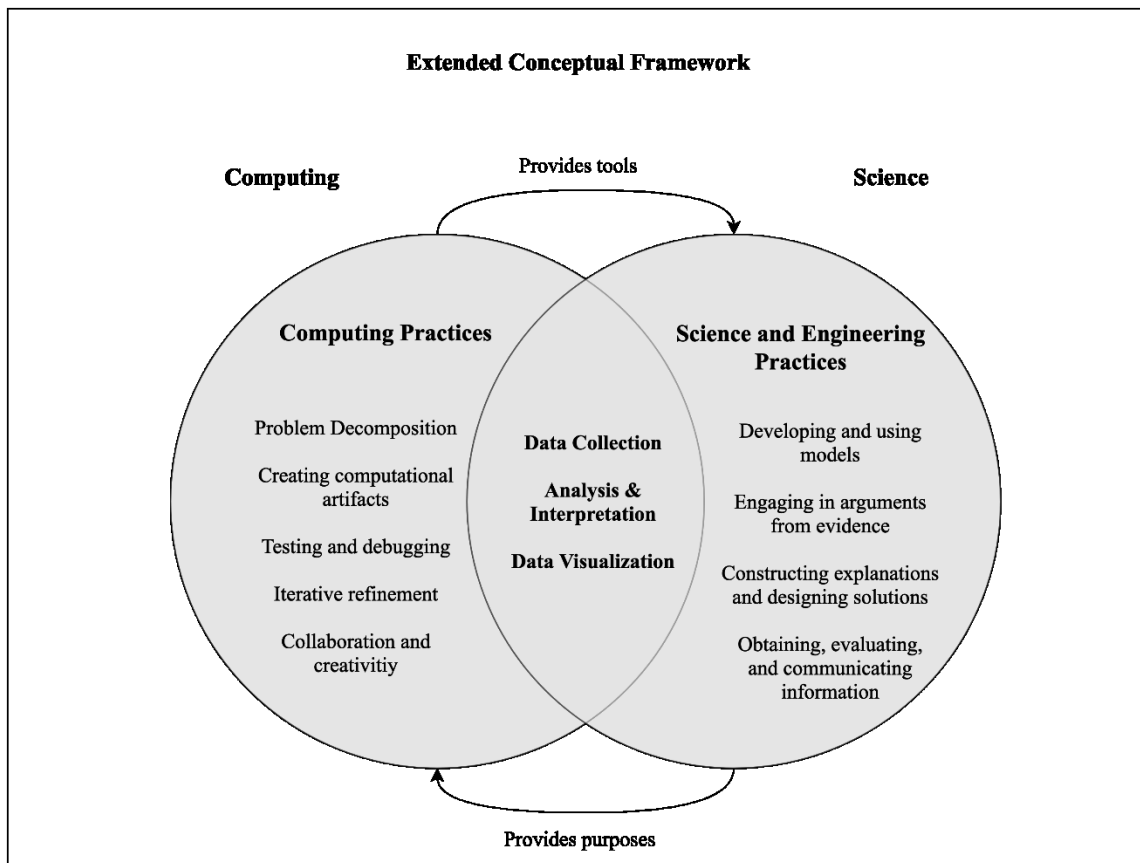 Extended Conceptual Framework
Provides tools
Computing
Science
Computing Practices
Problem Decomposition
Creating computational
artifacts
Testing and debugging
Iterative refinement
Collaboration and
creativitiy
Data Collection
Analysis &
Interpretation
Data Visualization
Science and Engineering
Practices
Developing and using
models
Engaging in arguments
from evidence
Constructing explanations
and designing solutions
Obtaining, evaluating,
and communicating
information
Provides purposes